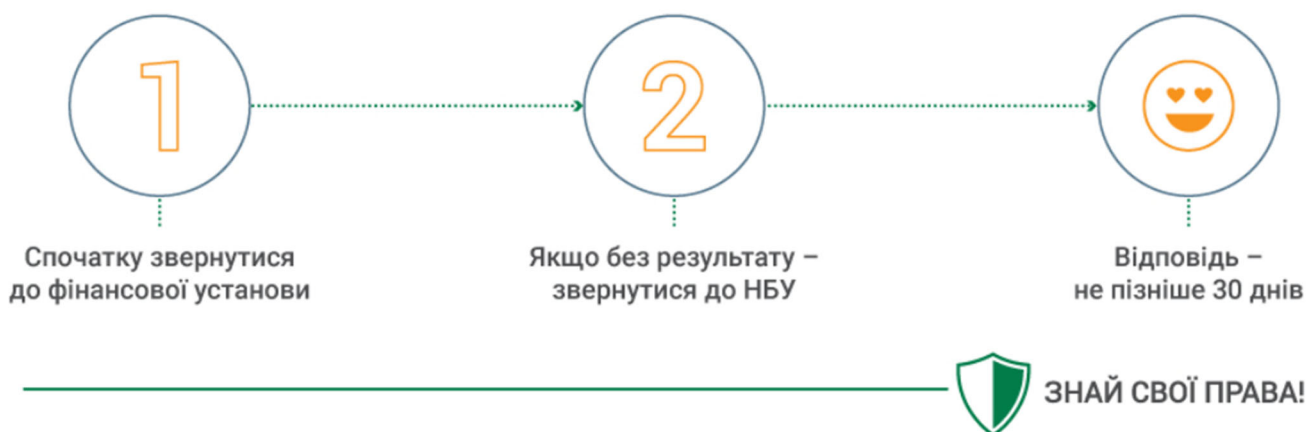 1
2
Спочатку звернутися
до фінансової установи
Якщо без результату –
звернутися до НБУ
Відповідь –
не пізніше 30 днів
ЗНАЙ СВОЇ ПРАВА!